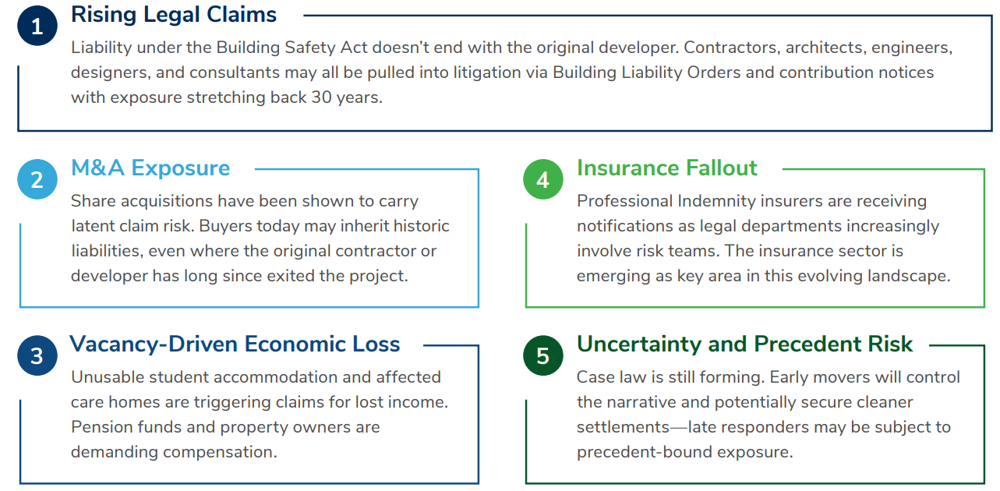 1
Rising Legal Claims
Liability under the Building Safety Act doesn’t end with the original developer. Contractors, architects, engineers,
designers, and consultants may all be pulled into litigation via Building Liability Orders and contribution notices
with exposure stretching back 30 years.
2
M&A Exposure
Share acquisitions have been shown to carry
latent claim risk. Buyers today may inherit historic
liabilities, even where the original contractor or
developer has long since exited the project.
3
Vacancy-Driven Economic Loss
Unusable student accommodation and affected
care homes are triggering claims for lost income.
Pension funds and property owners are
demanding compensation.
4
Insurance Fallout
Professional Indemnity insurers are receiving
notifications as legal departments increasingly
involve risk teams. The insurance sector is
emerging as key area in this evolving landscape.
5
Uncertainty and Precedent Risk
Case law is still forming. Early movers will control
the narrative and potentially secure cleaner
settlements—late responders may be subject to
precedent-bound exposure.